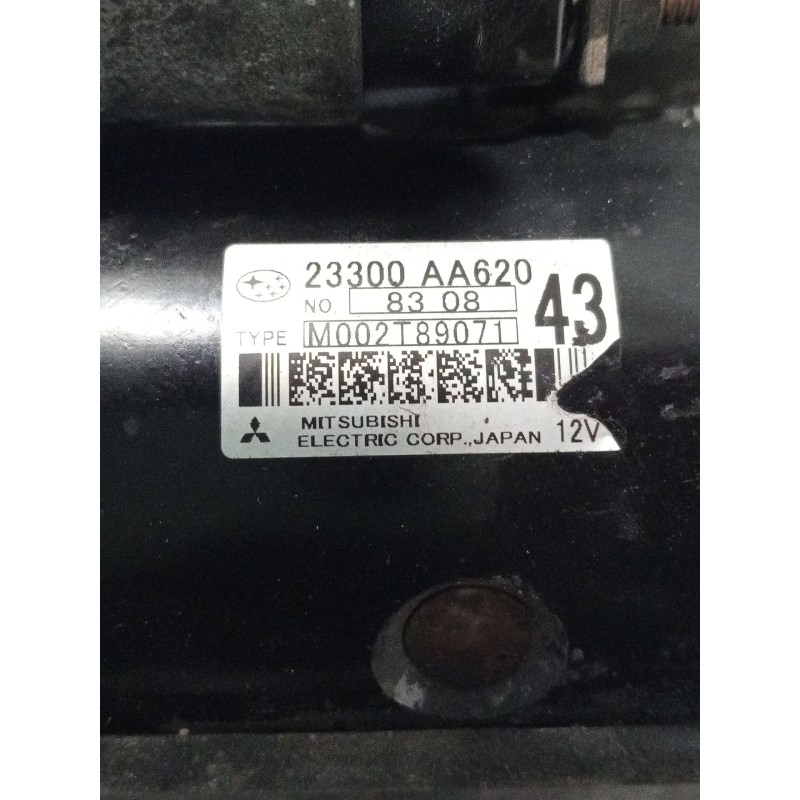 23300 AA620
NO. 83 08 43
TYPE M002T89071
MITSUBISHI
ELECTRIC CORP., JAPAN 12V